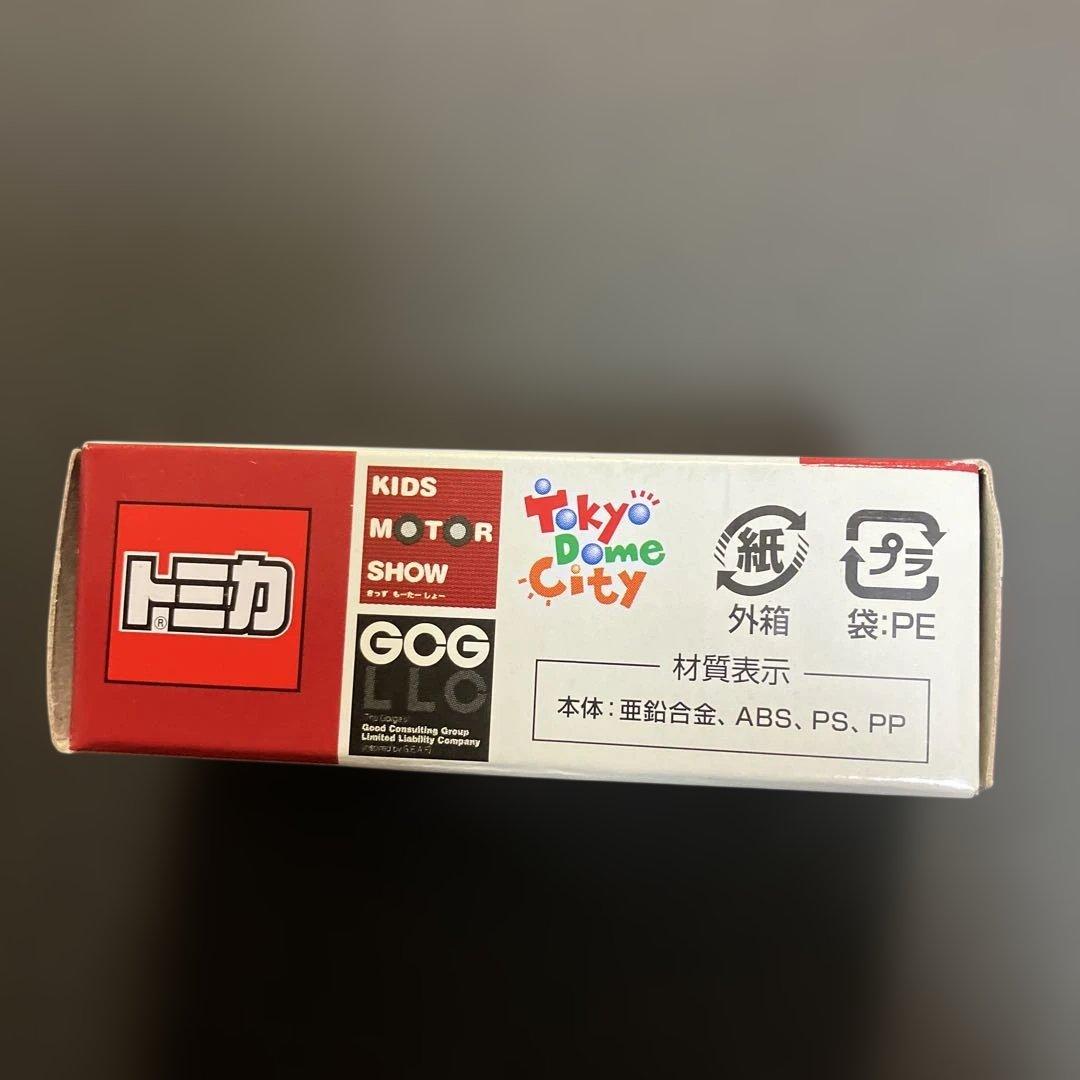 トミカ
®
KIDS
MOTOR
SHOW
きっず もーたー しょー
GCG
LLC
Good Consulting Group
Limited Liability Company
Tokyo
Dome
City
紙
外箱
プラ
袋:PE
材質表示
本体:亜鉛合金、ABS、PS、PP